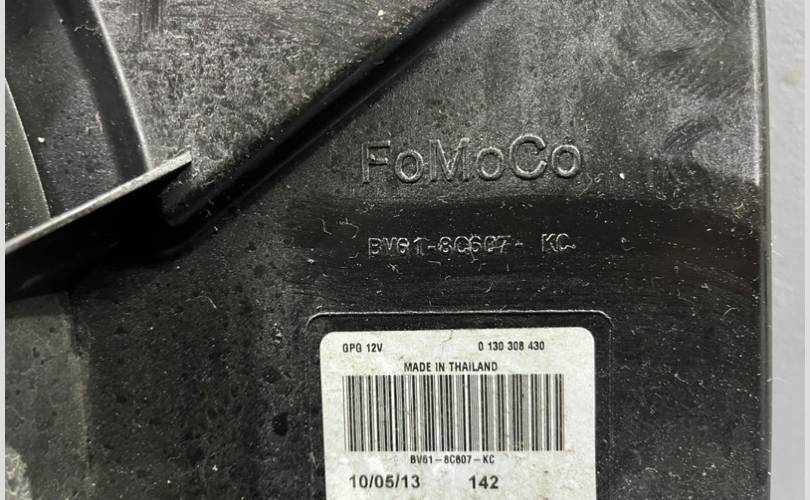 FoMoCo
BV61-8C607- KC
GPG 12V 0 130 308 430
MADE IN THAILAND
BV61-8C607-KC
10/05/13 142